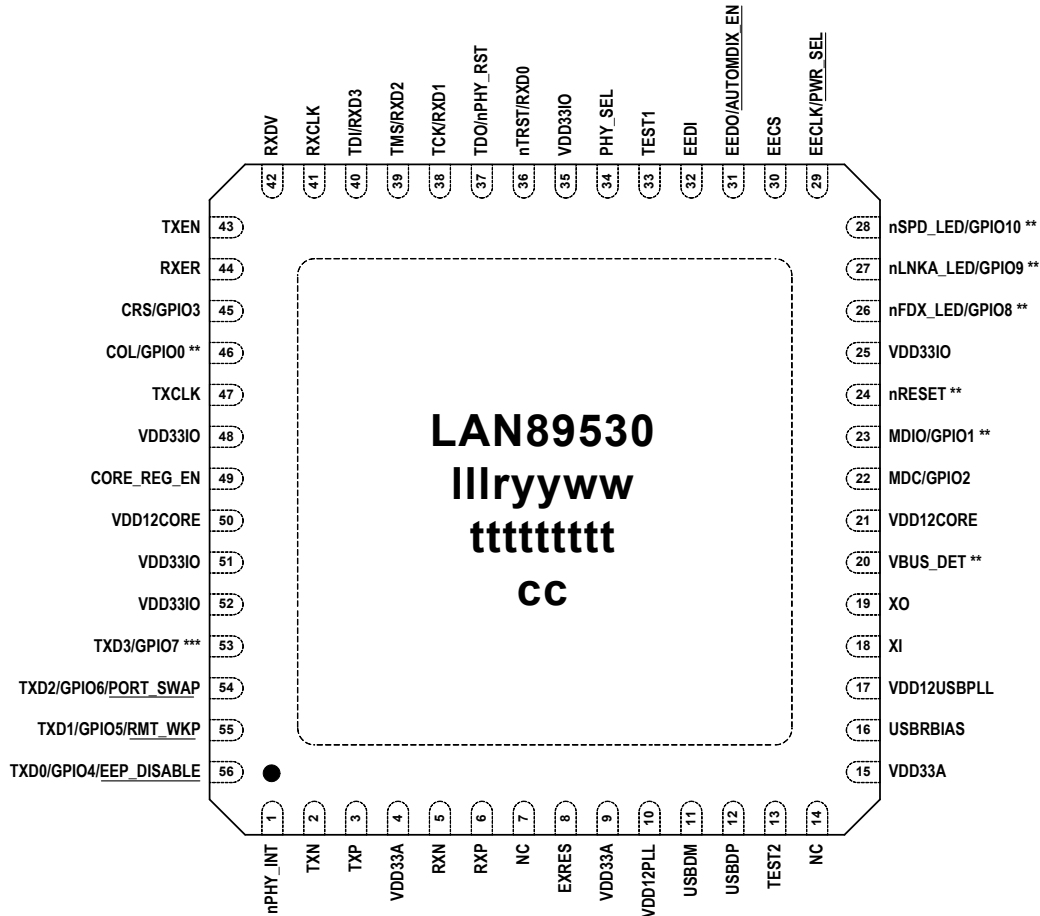 RXDV
RXCLK
TDI/RXD3
TMS/RXD2
TCK/RXD1
TDO/nPHY_RST
nTRST/RXD0
VDD33IO
PHY_SEL
TEST1
EEDI
EEDO/AUTOMDIX_EN
EECS
EECLK/PWR_SEL
42
41
40
39
38
37
36
35
34
33
32
31
30
29
TXEN 43
RXER 44
CRS/GPIO3 45
COL/GPIO0 ** 46
TXCLK 47
VDD33IO 48
CORE_REG_EN 49
VDD12CORE 50
VDD33IO 51
VDD33IO 52
TXD3/GPIO7 *** 53
TXD2/GPIO6/PORT_SWAP 54
TXD1/GPIO5/RMT_WKP 55
TXD0/GPIO4/EEP_DISABLE 56
LAN89530
lllryyww
ttttttttt
cc
28 nSPD_LED/GPIO10 **
27 nLNKA_LED/GPIO9 **
26 nFDX_LED/GPIO8 **
25 VDD33IO
24 nRESET **
23 MDIO/GPIO1 **
22 MDC/GPIO2
21 VDD12CORE
20 VBUS_DET **
19 XO
18 XI
17 VDD12USBPLL
16 USBRBIAS
15 VDD33A
1
2
3
4
5
6
7
8
9
10
11
12
13
14
nPHY_INT
TXN
TXP
VDD33A
RXN
RXP
NC
EXRES
VDD33A
VDD12PLL
USBDM
USBDP
TEST2
NC